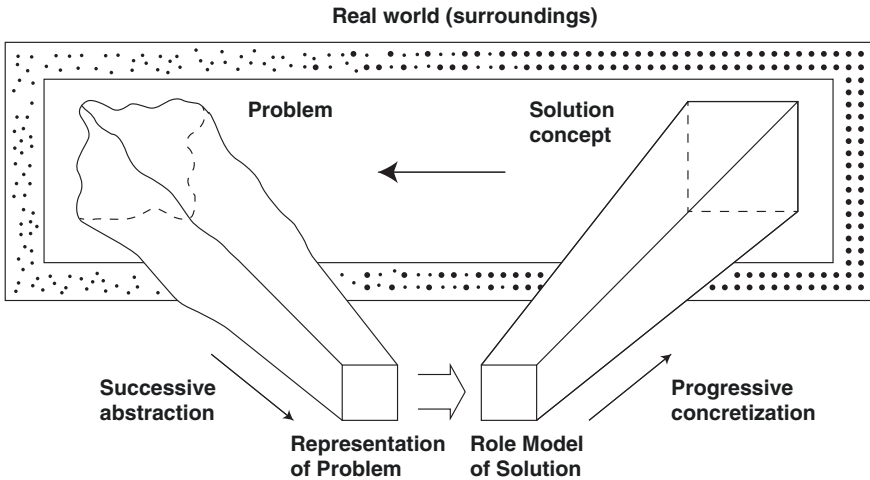 Real world (surroundings)
Problem
Solution
concept
Successive
abstraction
Progressive
concretization
Representation
of Problem
Role Model
of Solution